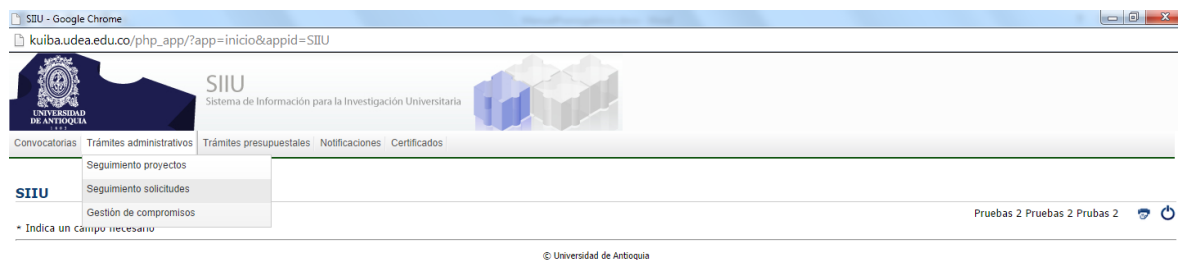 SIIU - Google Chrome
kuiba.udea.edu.co/php_app/?app=inicio&appid=SIIU
UNIVERSIDAD
DE ANTIOQUIA
1803
SIIU
Sistema de Información para la Investigación Universitaria
Convocatorias Trámites administrativos Trámites presupuestales Notificaciones Certificados
Seguimiento proyectos
Seguimiento solicitudes
Gestión de compromisos
SIIU
Pruebas 2 Pruebas 2 Prubas 2
* Indica un campo necesario
© Universidad de Antioquia